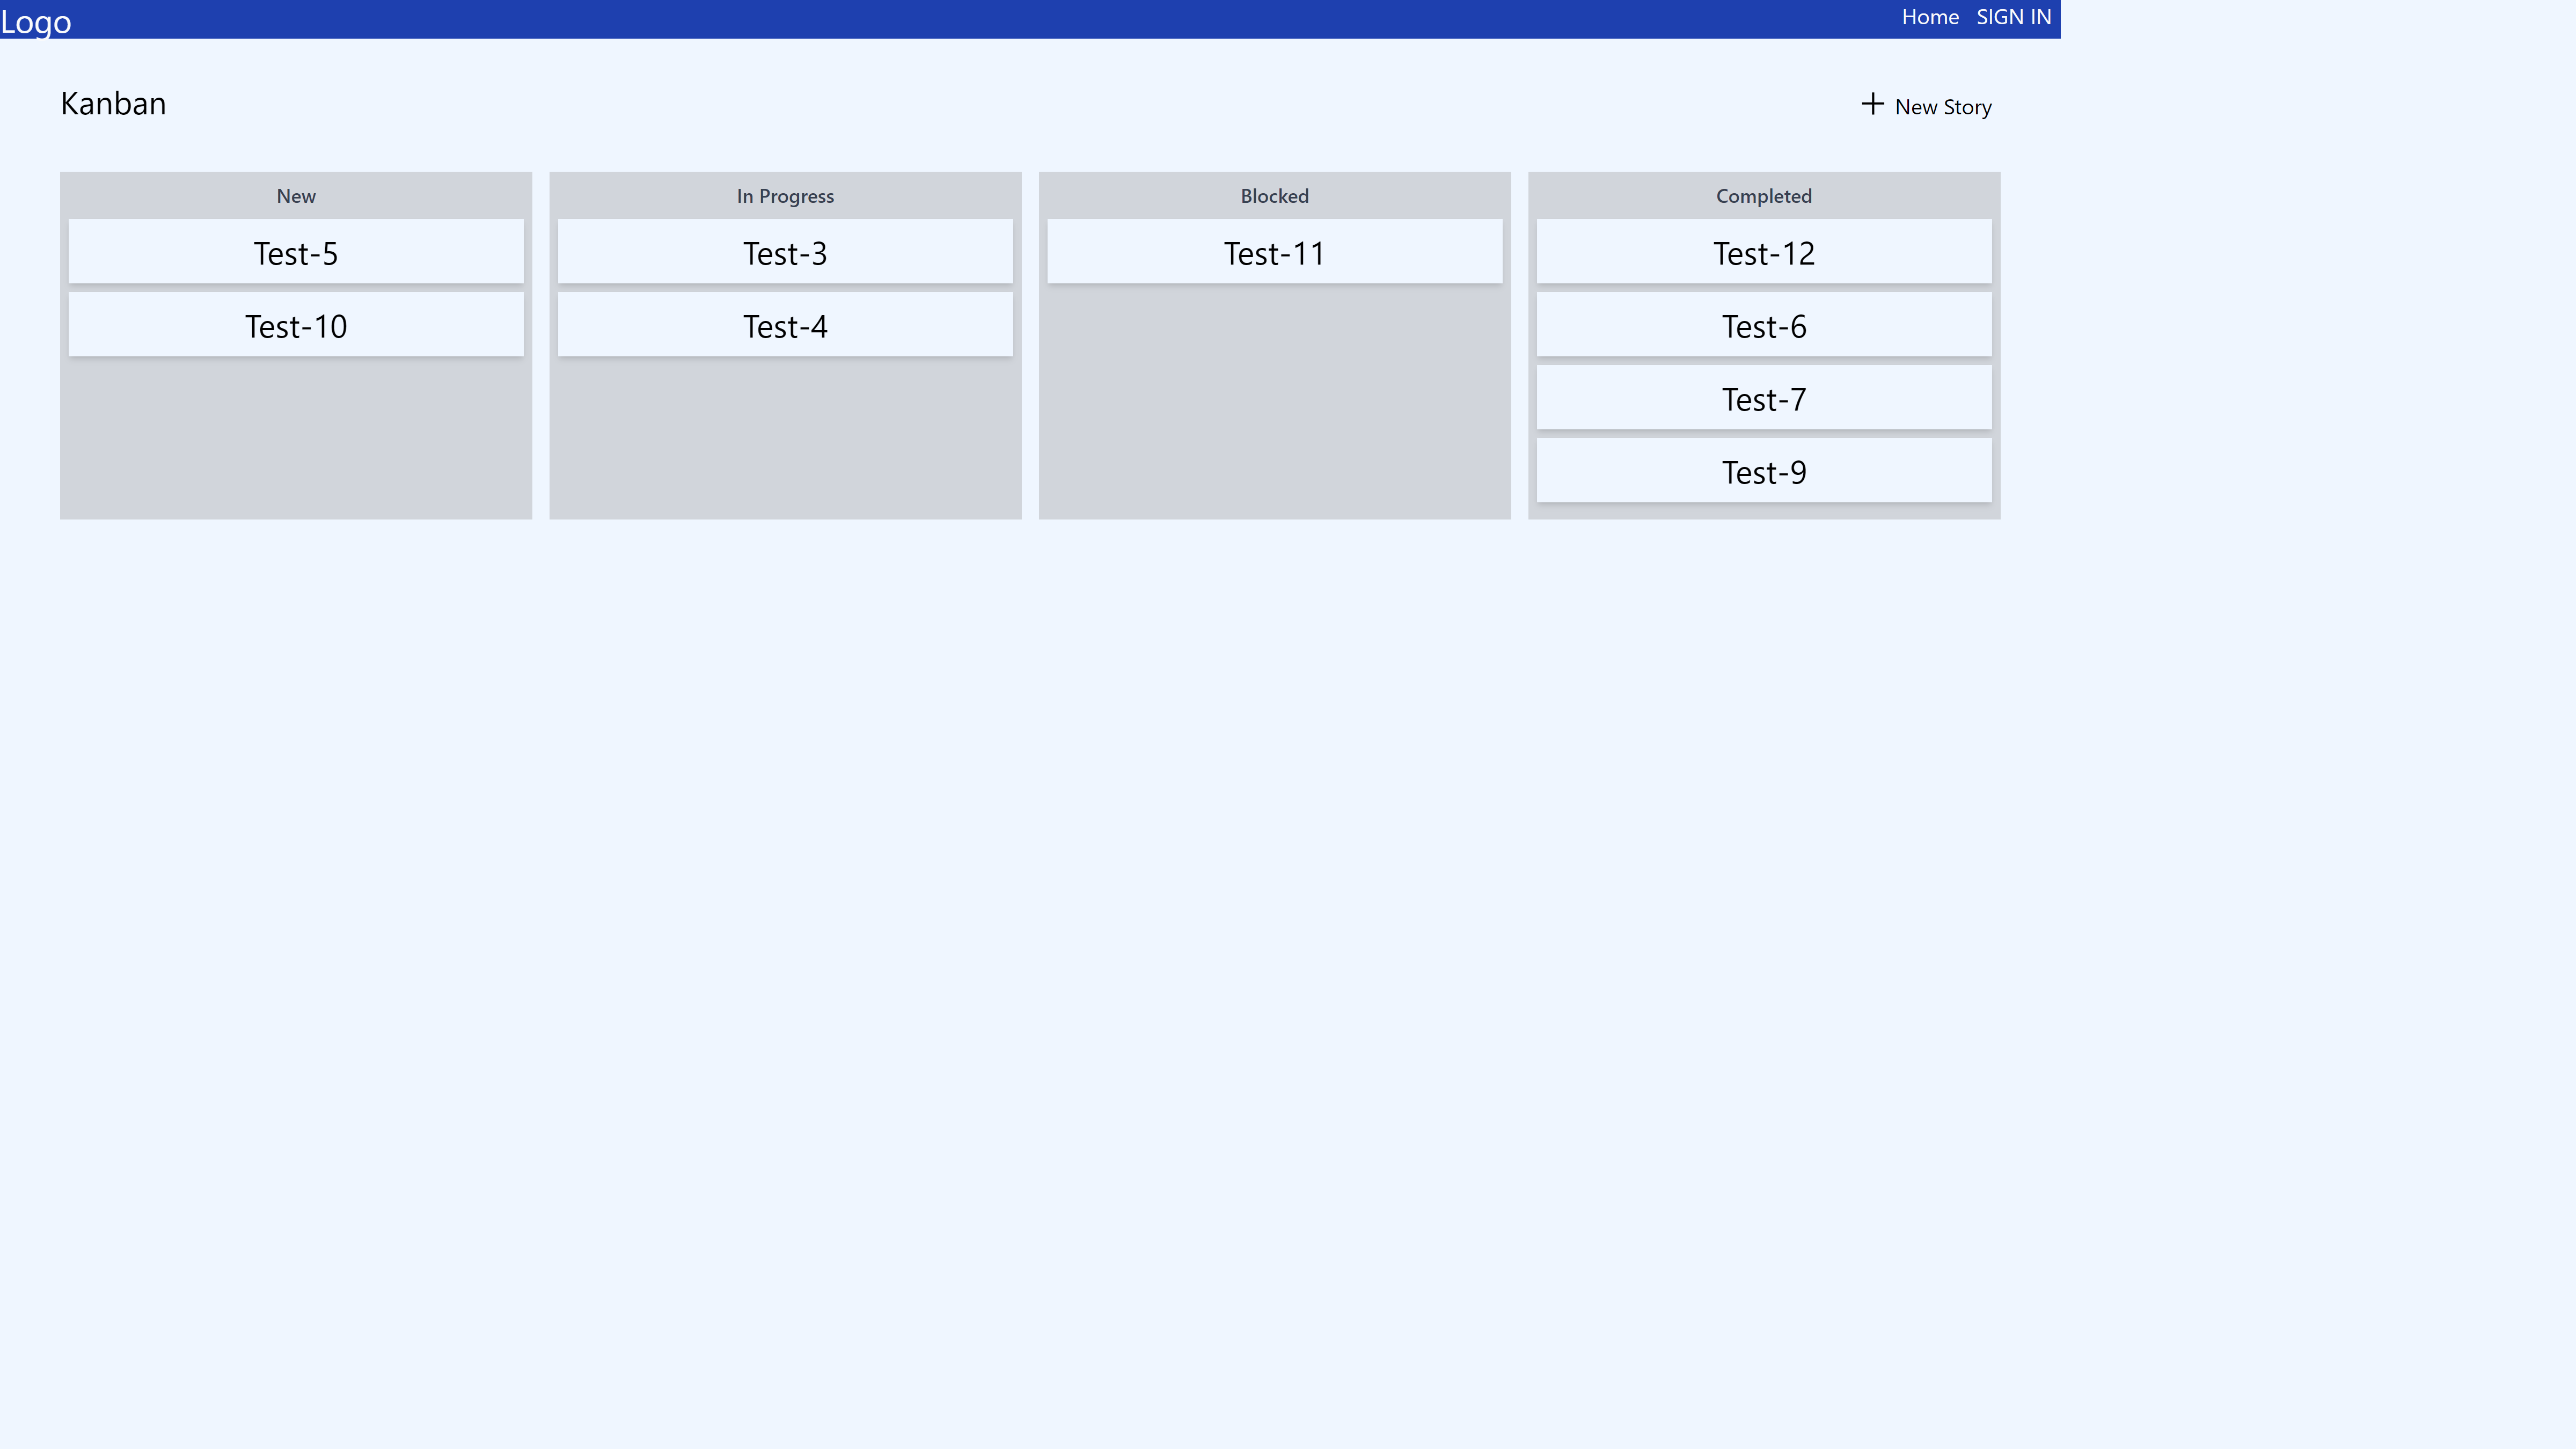 Logo
Home SIGN IN
Kanban
New Story
New
Test-5
Test-10
In Progress
Test-3
Test-4
Blocked
Test-11
Completed
Test-12
Test-6
Test-7
Test-9